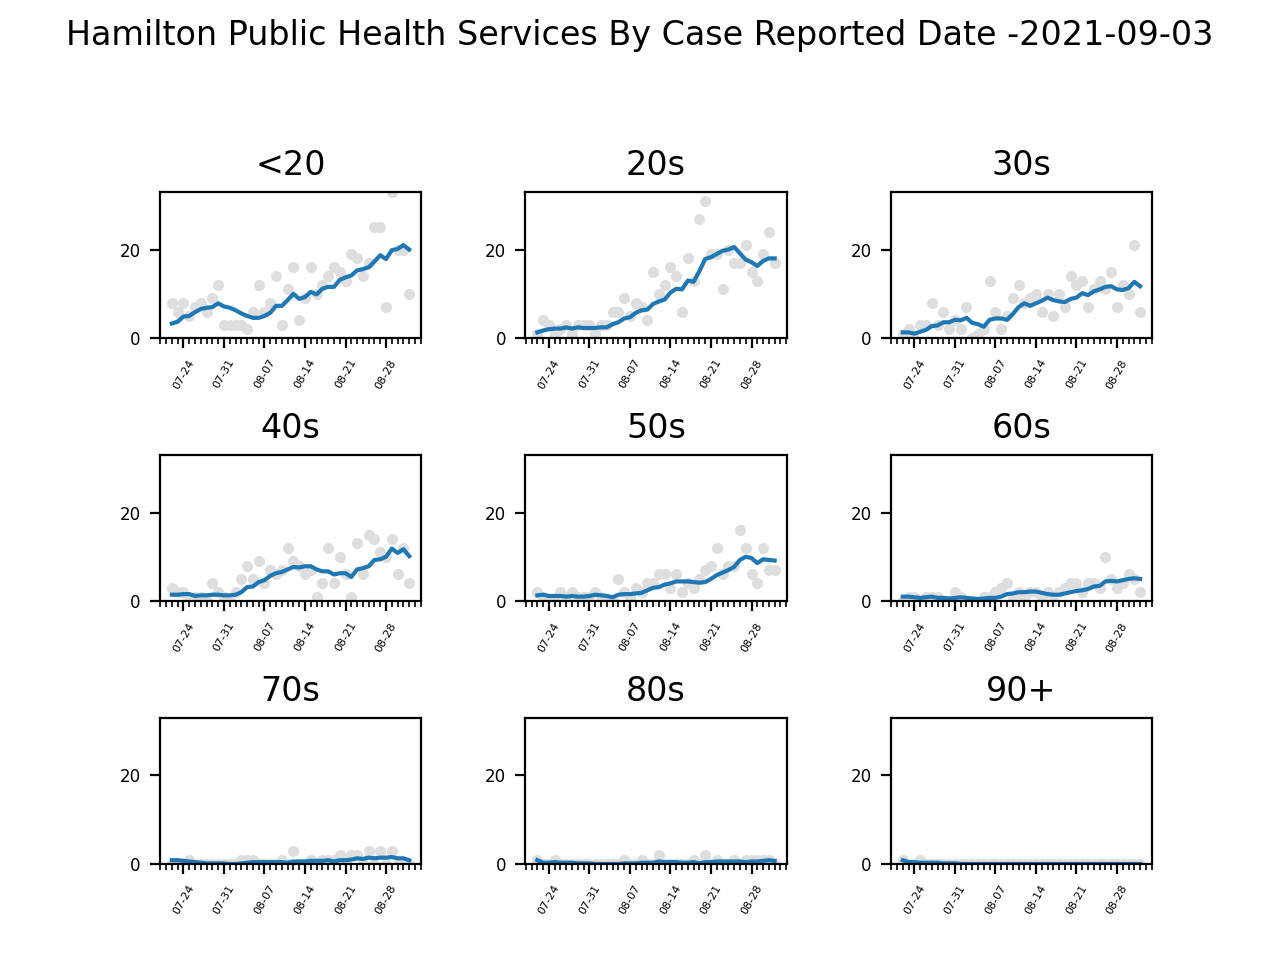 Hamilton Public Health Services By Case Reported Date -2021-09-03
<20 20s 30s
20 20 20
0 0 0
07-24 07-31 08-07 08-14 08-21 08-28 07-24 07-31 08-07 08-14 08-21 08-28 07-24 07-31 08-07 08-14 08-21 08-28
40s 50s 60s
20 20 20
0 0 0
07-24 07-31 08-07 08-14 08-21 08-28 07-24 07-31 08-07 08-14 08-21 08-28 07-24 07-31 08-07 08-14 08-21 08-28
70s 80s 90+
20 20 20
0 0 0
07-24 07-31 08-07 08-14 08-21 08-28 07-24 07-31 08-07 08-14 08-21 08-28 07-24 07-31 08-07 08-14 08-21 08-28